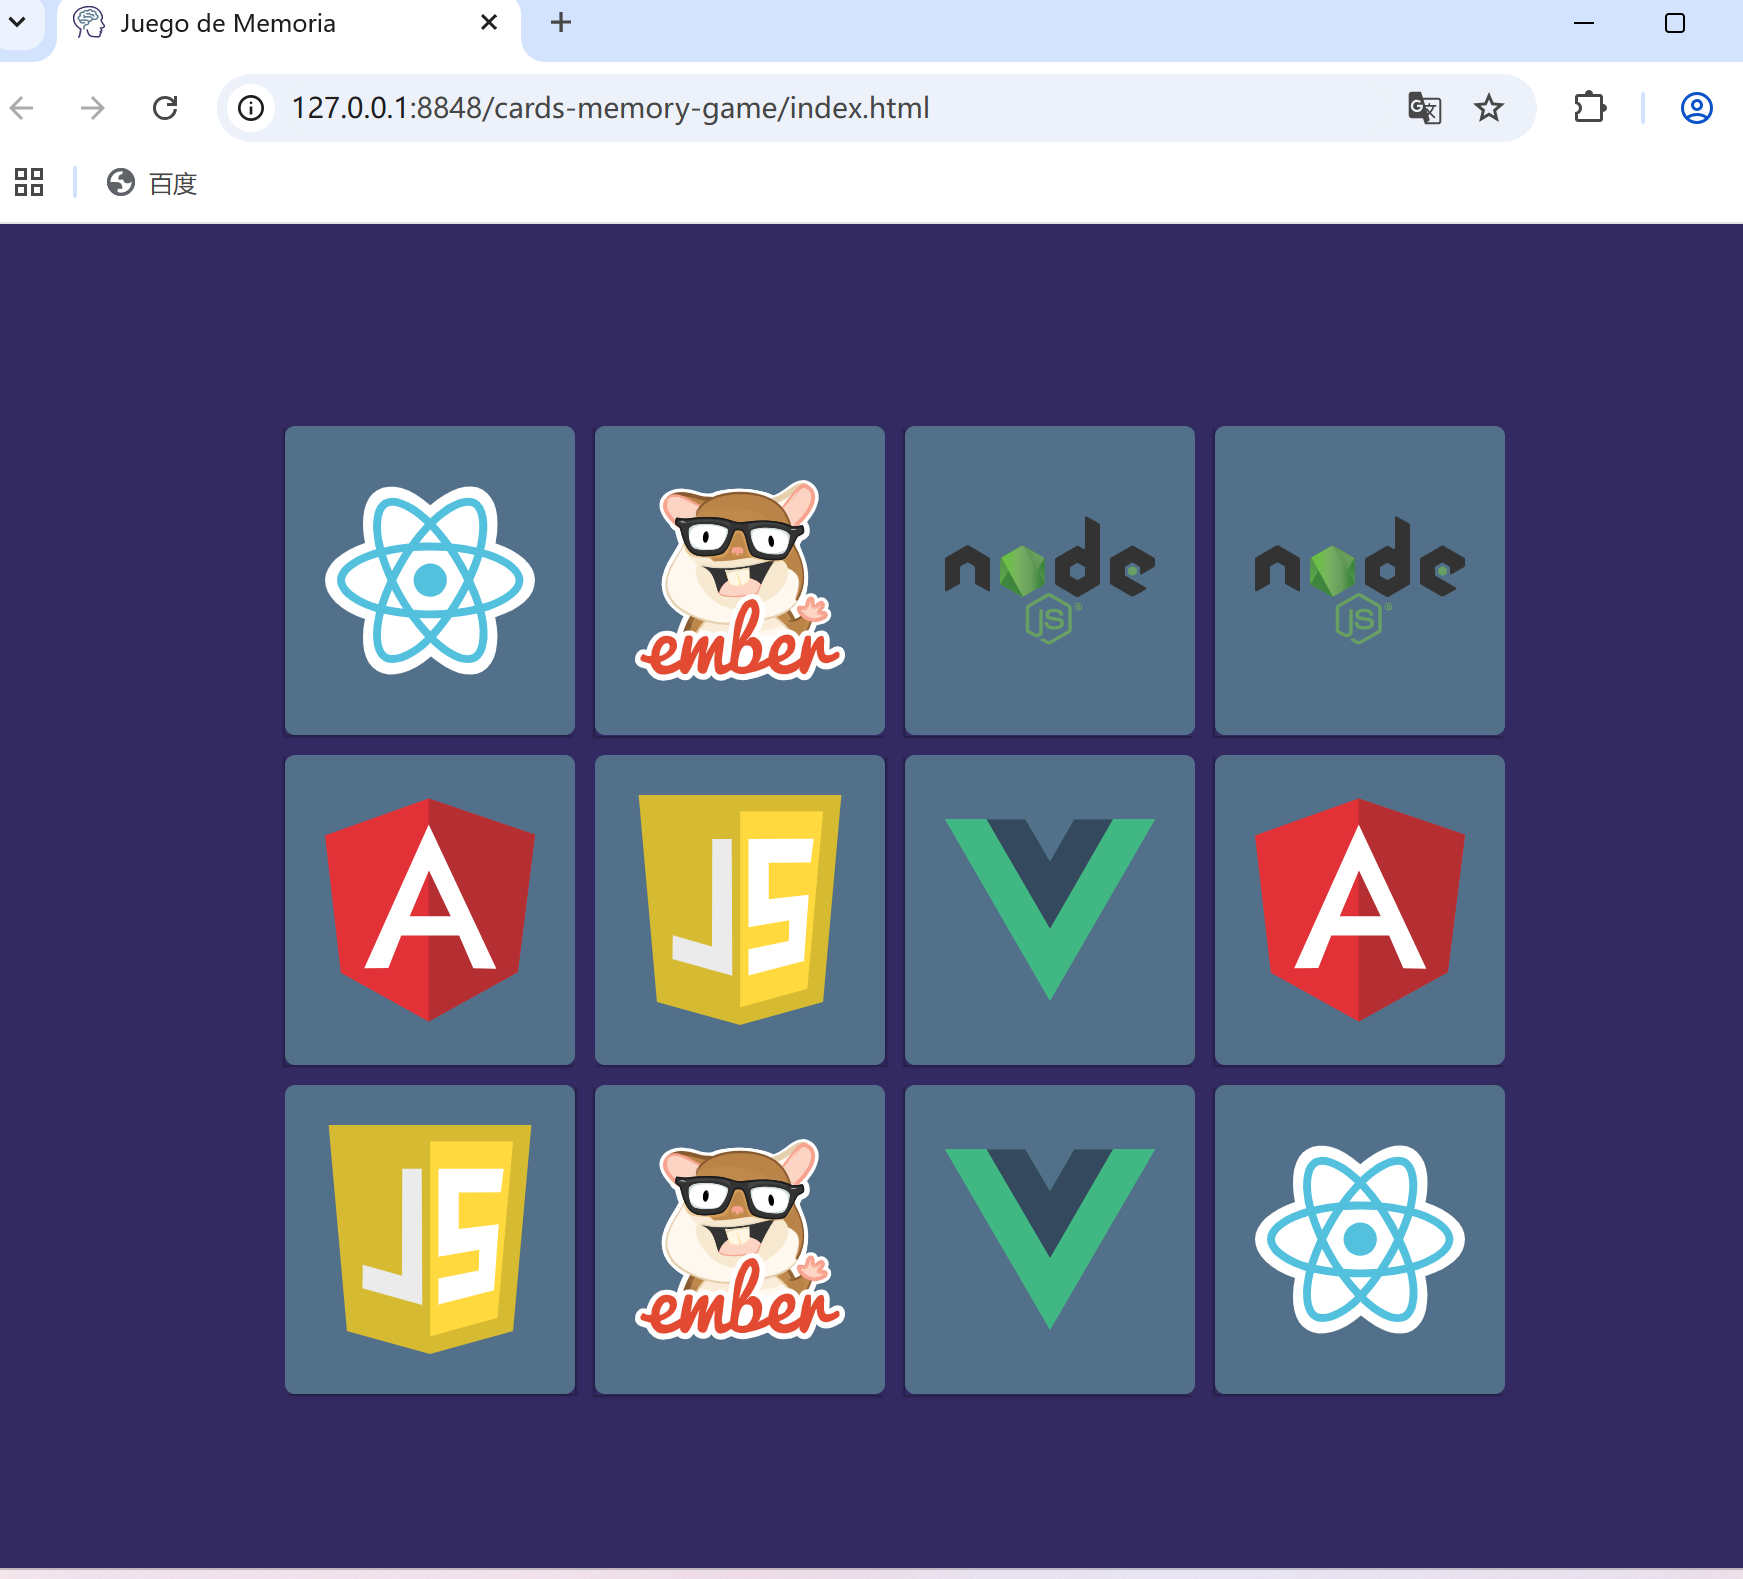 Juego de Memoria
127.0.0.1:8848/cards-memory-game/index.html
百度
ember
node
JS
node
JS
A
JS
A
JS
ember